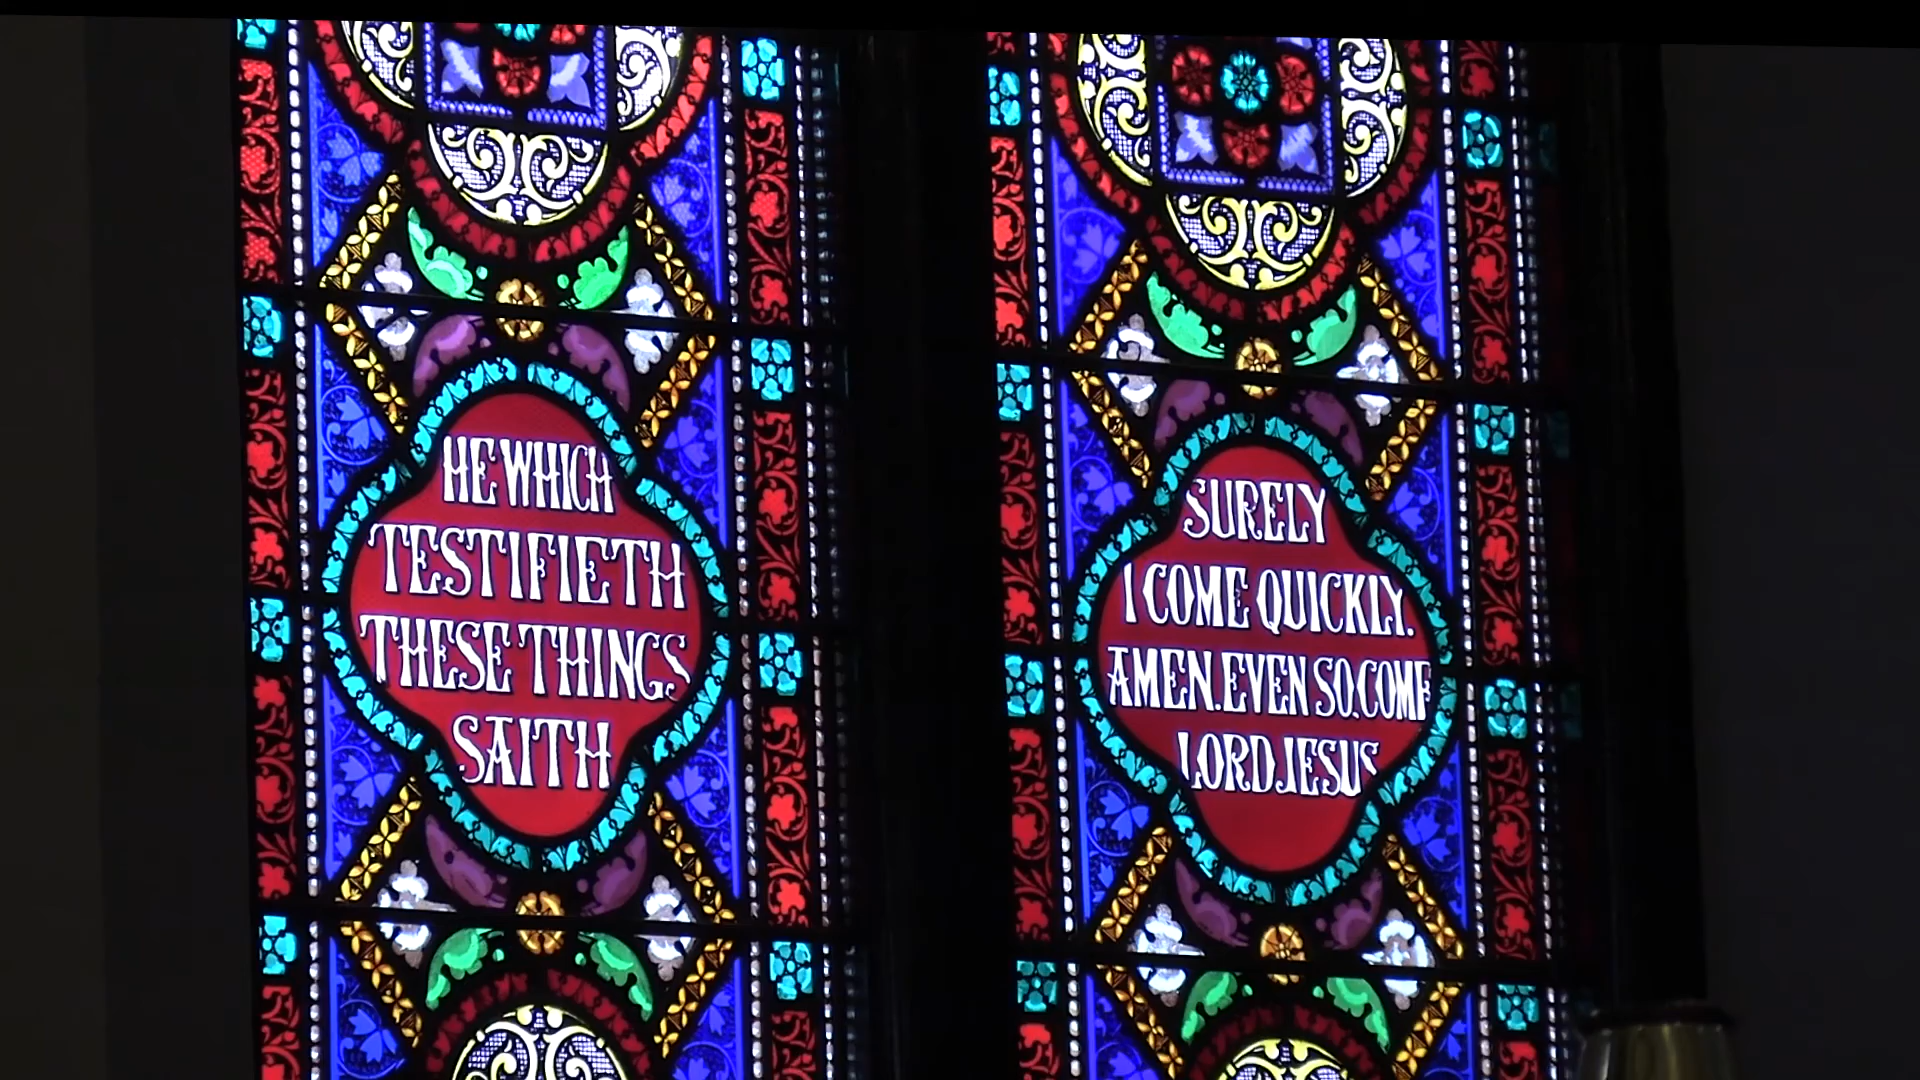 HE WHICH
TESTIFIETH
THESE THINGS
SAITH
SURELY
I COME QUICKLY.
AMEN. EVEN SO, COME
LORD JESUS